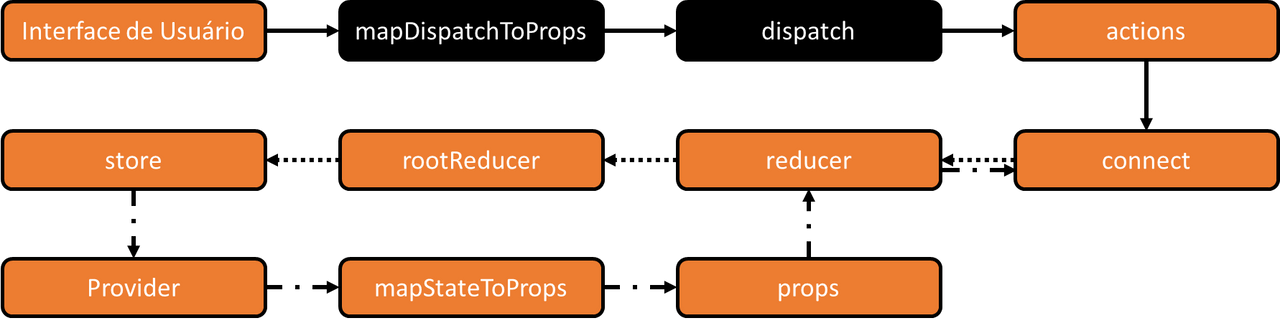 Interface de Usuário
mapDispatchToProps
dispatch
actions
store
rootReducer
reducer
connect
Provider
mapStateToProps
props